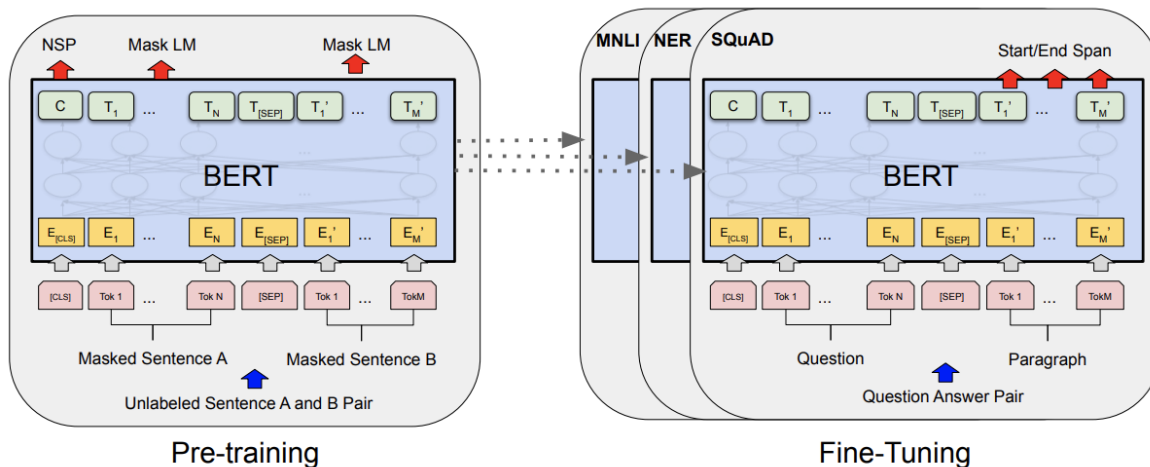 NSP Mask LM Mask LM
C T1 ... TN T[SEP] T1' ... TM'
BERT
E[CLS] E1 ... EN E[SEP] E1' ... EM'
[CLS] Tok 1 ... Tok N [SEP] Tok 1 ... TokM
Masked Sentence A Masked Sentence B
Unlabeled Sentence A and B Pair
Pre-training
MNLI NER SQuAD
Start/End Span
C T1 ... TN T[SEP] T1' ... TM'
BERT
E[CLS] E1 ... EN E[SEP] E1' ... EM'
[CLS] Tok 1 ... Tok N [SEP] Tok 1 ... TokM
Question Paragraph
Question Answer Pair
Fine-Tuning